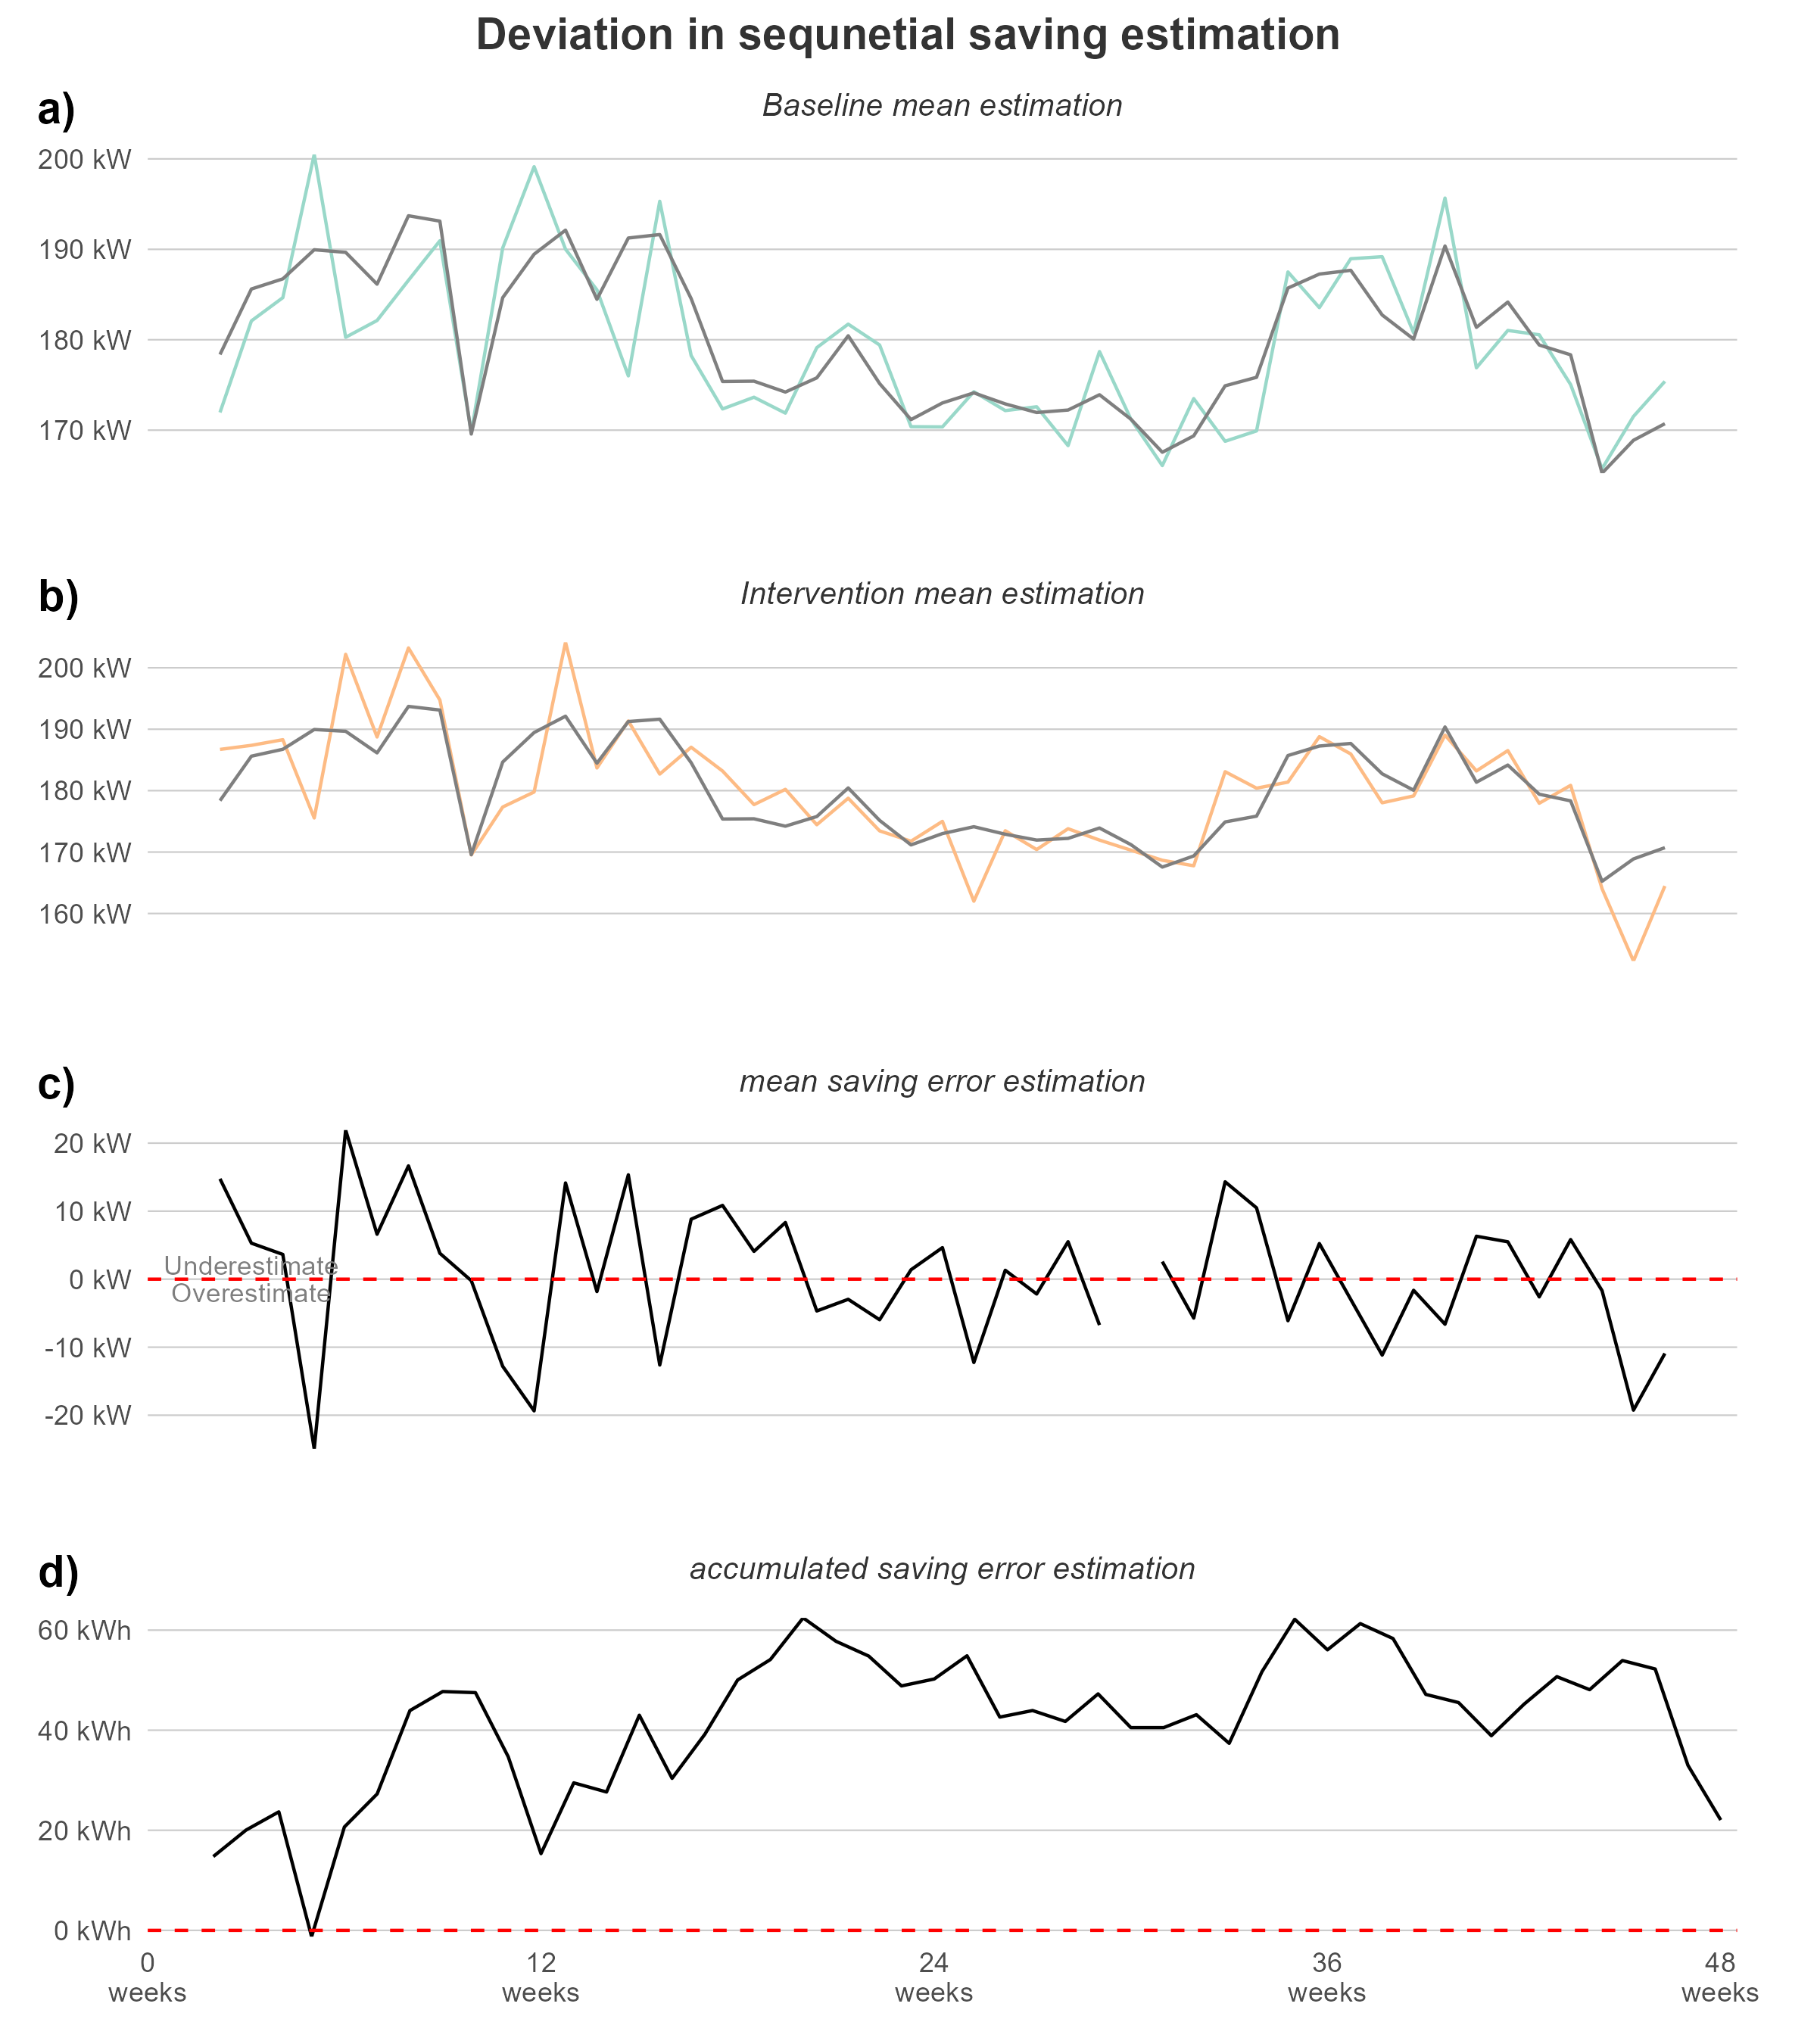 Deviation in sequnetial saving estimation
a)
Baseline mean estimation
200 kW
190 kW
180 kW
170 kW
b)
Intervention mean estimation
200 kW
190 kW
180 kW
170 kW
160 kW
c)
mean saving error estimation
20 kW
10 kW
Underestimate
0 kW
Overestimate
-10 kW
-20 kW
d)
accumulated saving error estimation
60 kWh
40 kWh
20 kWh
0 kWh
0 12 24 36 48
weeks weeks weeks weeks weeks